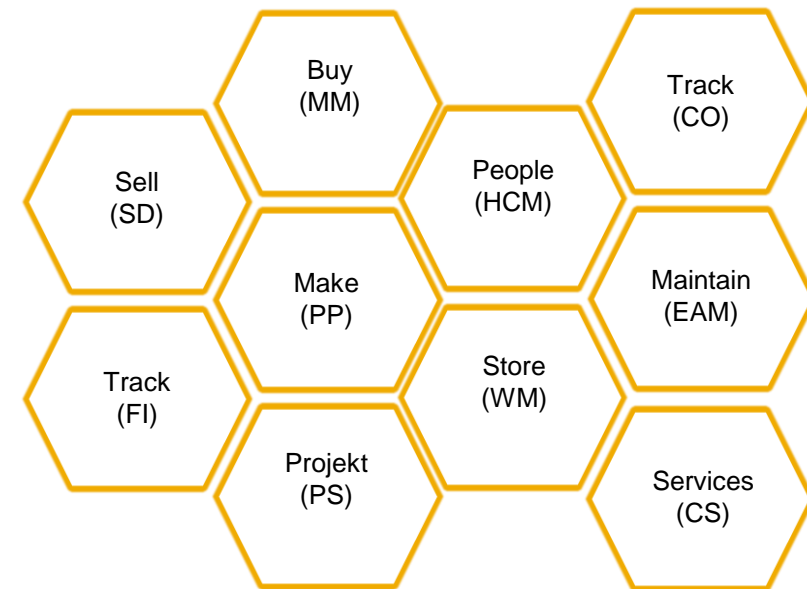 Buy
(MM)
Track
(CO)
Sell
(SD)
People
(HCM)
Make
(PP)
Maintain
(EAM)
Track
(FI)
Store
(WM)
Projekt
(PS)
Services
(CS)